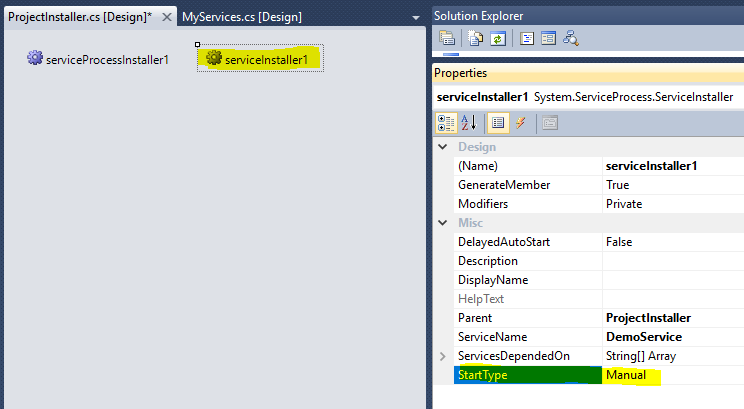 ProjectInstaller.cs [Design]* MyServices.cs [Design]
serviceProcessInstaller1 serviceInstaller1
Solution Explorer
Properties
serviceInstaller1 System.ServiceProcess.ServiceInstaller
Design
(Name) serviceInstaller1
GenerateMember True
Modifiers Private
Misc
DelayedAutoStart False
Description
DisplayName
HelpText
Parent ProjectInstaller
ServiceName DemoService
ServicesDependedOn String[] Array
StartType Manual